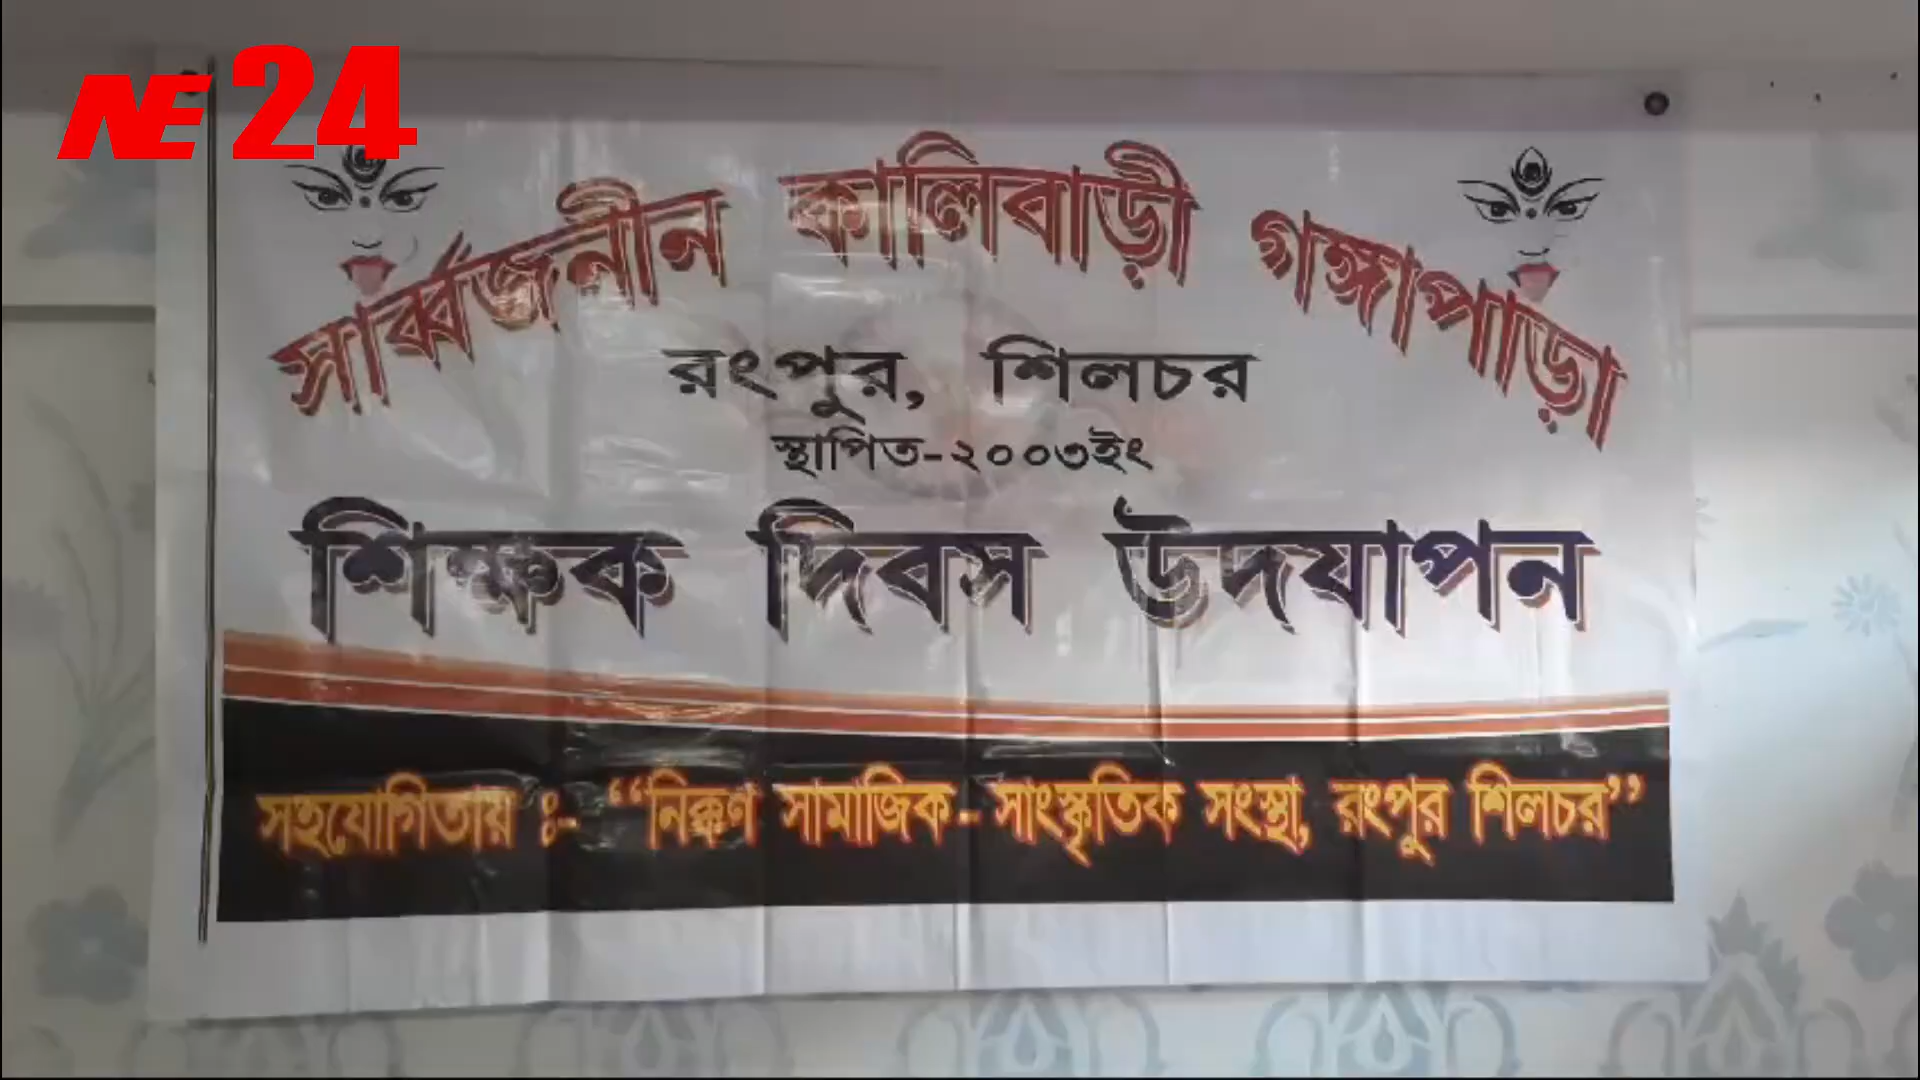 NE 24
সার্ব্বজনীন কালিবাড়ী গঙ্গাপাড়া
রংপুর, শিলচর
স্থাপিত-২০০৩ইং
শিক্ষক দিবস উদযাপন
সহযোগিতায় ঃ- “নিক্কণ সামাজিক- সাংস্কৃতিক সংস্থা, রংপুর শিলচর”